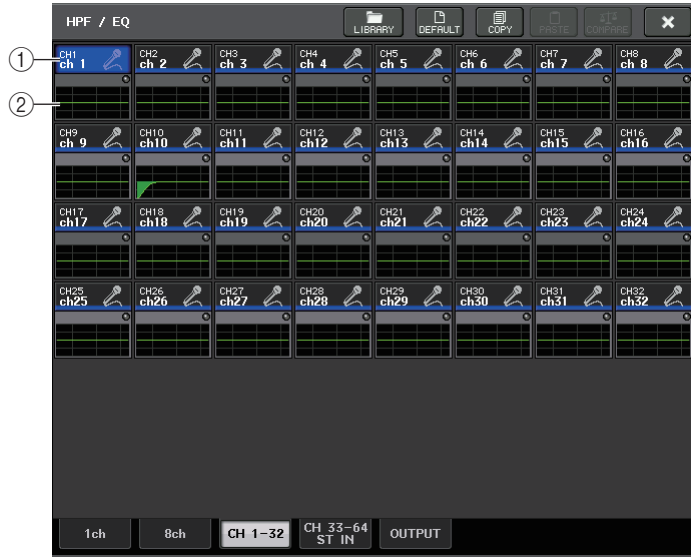 HPF / EQ
LIBRARY
DEFAULT
COPY
PASTE
COMPARE
1
CH1 CH2 CH3 CH4 CH5 CH6 CH7 CH8
ch 1 ch 2 ch 3 ch 4 ch 5 ch 6 ch 7 ch 8
2
CH9 CH10 CH11 CH12 CH13 CH14 CH15 CH16
ch 9 ch10 ch11 ch12 ch13 ch14 ch15 ch16
CH17 CH18 CH19 CH20 CH21 CH22 CH23 CH24
ch17 ch18 ch19 ch20 ch21 ch22 ch23 ch24
CH25 CH26 CH27 CH28 CH29 CH30 CH31 CH32
ch25 ch26 ch27 ch28 ch29 ch30 ch31 ch32
1ch
8ch
CH 1-32
CH 33-64
ST IN
OUTPUT